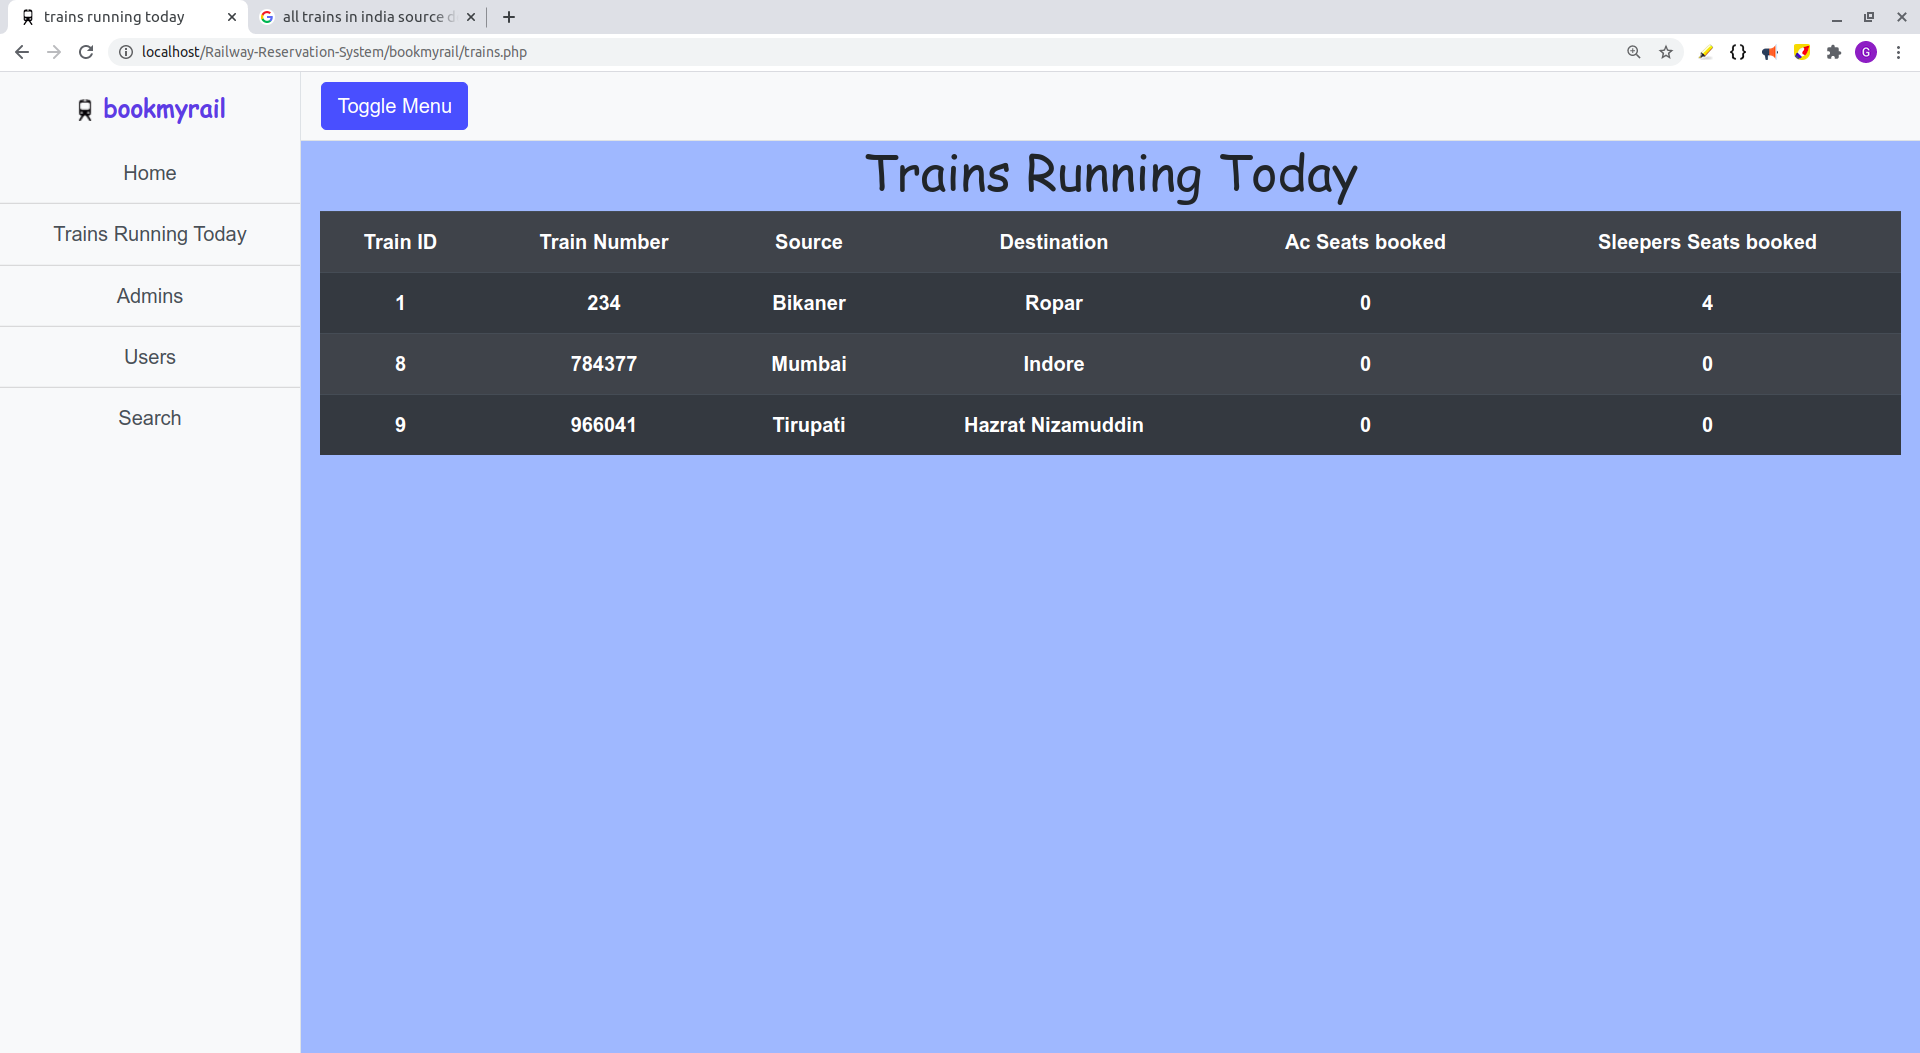 trains running today
all trains in india source
localhost/Railway-Reservation-System/bookmyrail/trains.php
G
bookmyrail
Toggle Menu
Home
Trains Running Today
Admins
Users
Search
Trains Running Today
Train ID Train Number Source Destination Ac Seats booked Sleepers Seats booked
1 234 Bikaner Ropar 0 4
8 784377 Mumbai Indore 0 0
9 966041 Tirupati Hazrat Nizamuddin 0 0